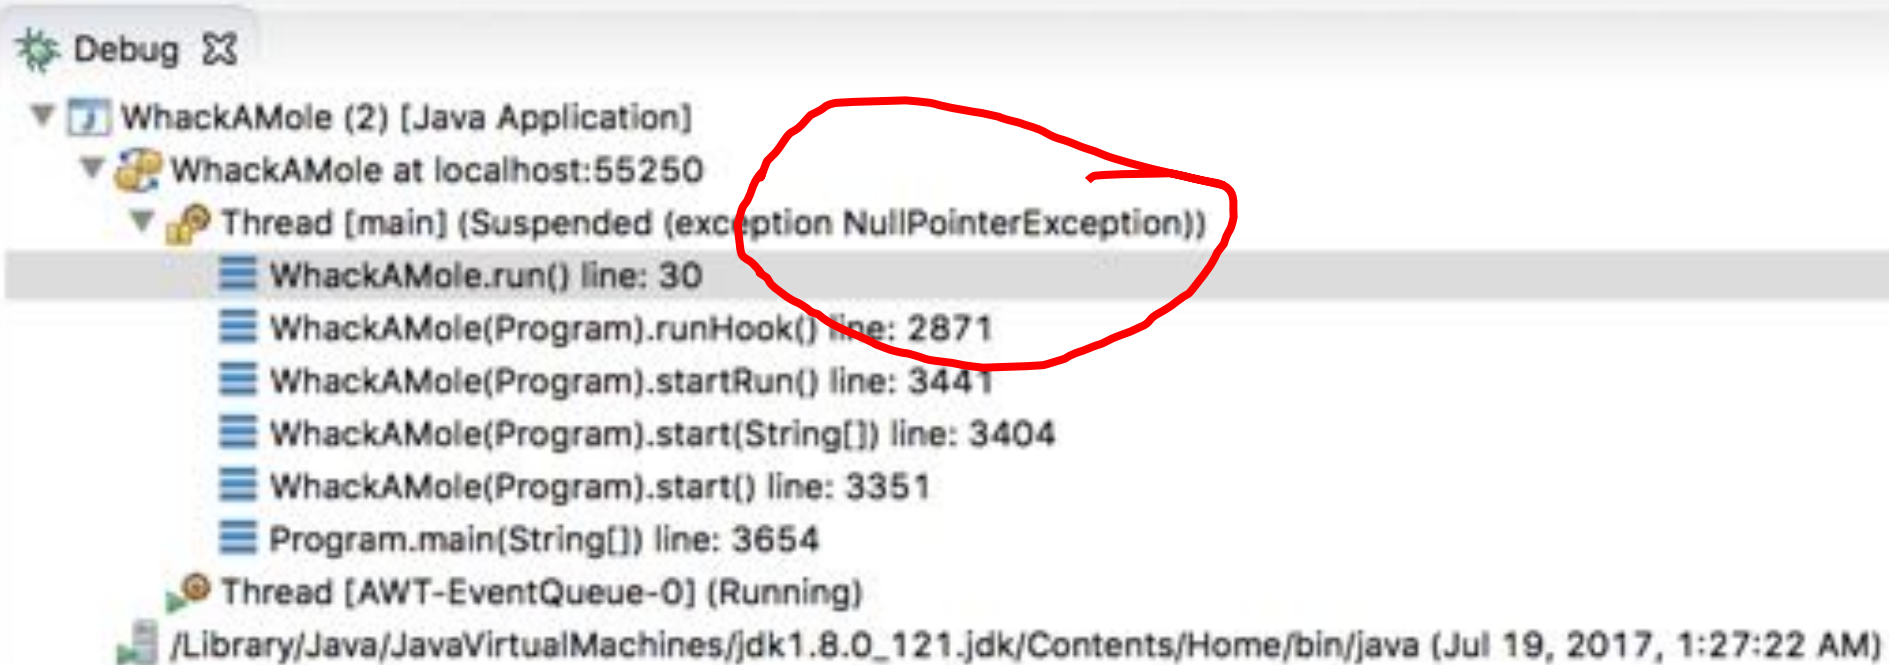 Debug
WhackAMole (2) [Java Application]
WhackAMole at localhost:55250
Thread [main] (Suspended (exception NullPointerException))
WhackAMole.run() line: 30
WhackAMole(Program).runHook() line: 2871
WhackAMole(Program).startRun() line: 3441
WhackAMole(Program).start(String[]) line: 3404
WhackAMole(Program).start() line: 3351
Program.main(String[]) line: 3654
Thread [AWT-EventQueue-0] (Running)
/Library/Java/JavaVirtualMachines/jdk1.8.0_121.jdk/Contents/Home/bin/java (Jul 19, 2017, 1:27:22 AM)